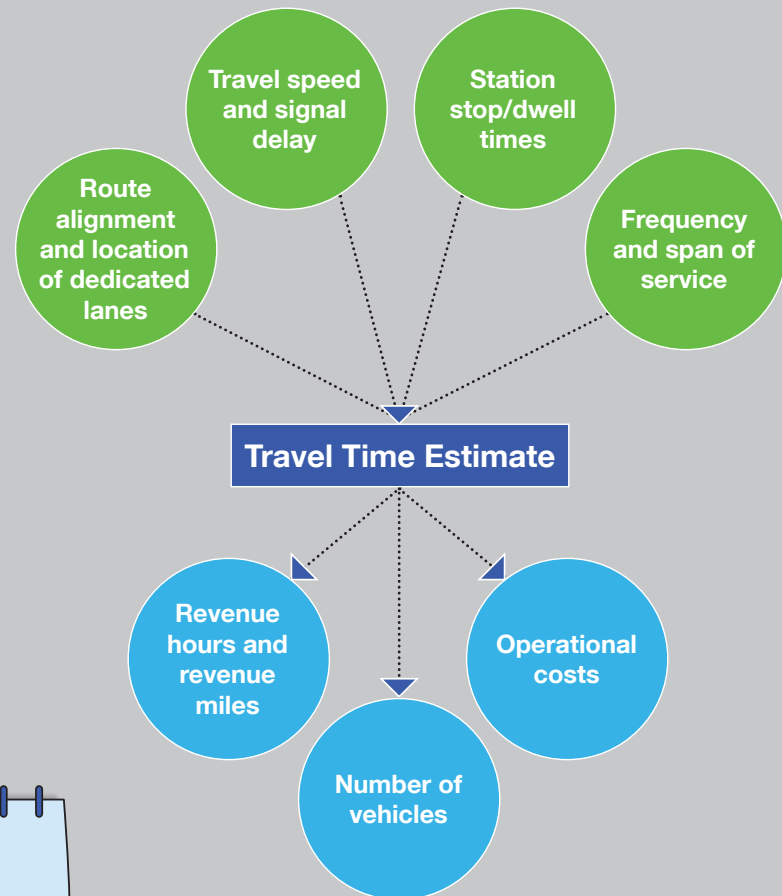 Travel speed
and signal
delay
Station
stop/dwell
times
Route
alignment
and location
of dedicated
lanes
Frequency
and span of
service
Travel Time Estimate
Revenue
hours and
revenue
miles
Operational
costs
Number of
vehicles